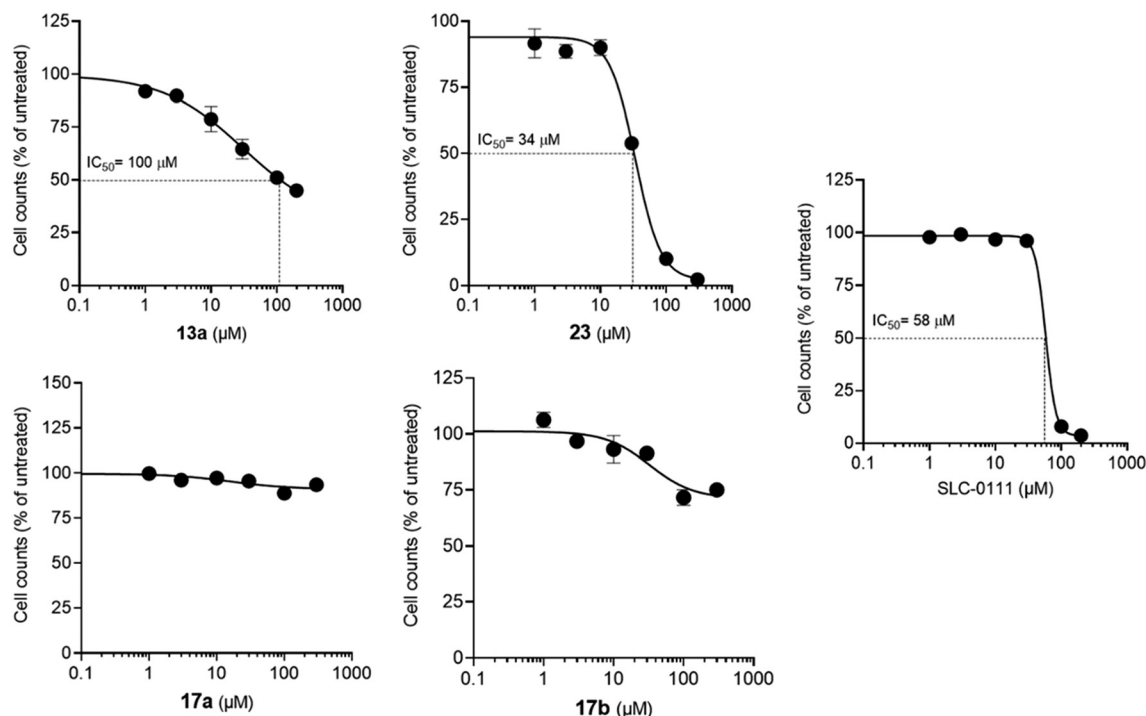 Cell counts (% of untreated)
125
100
75
50
25
0
IC50= 100 μM
0.1 1 10 100 1000
13a (μM)
Cell counts (% of untreated)
100
75
50
25
0
IC50= 34 μM
0.1 1 10 100 1000
23 (μM)
Cell counts (% of untreated)
125
100
75
50
25
0
IC50= 58 μM
0.1 1 10 100 1000
SLC-0111 (μM)
Cell counts (% of untreated)
150
125
100
75
50
25
0
0.1 1 10 100 1000
17a (μM)
Cell counts (% of untreated)
125
100
75
50
25
0
0.1 1 10 100 1000
17b (μM)